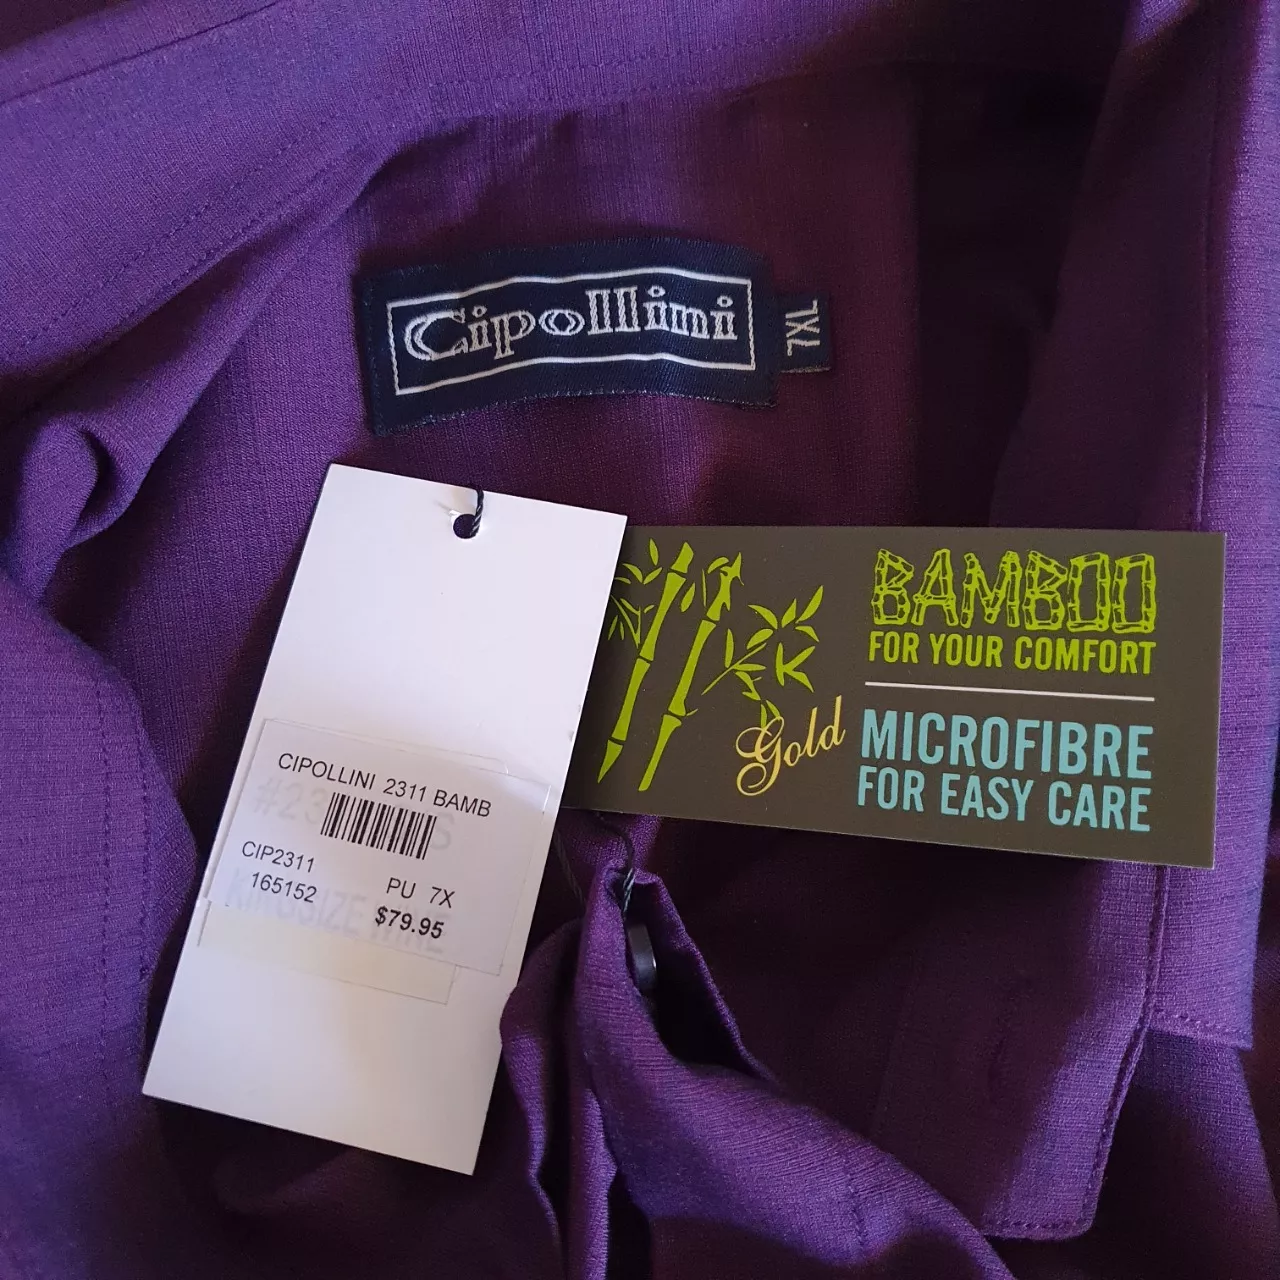 Cipollini
7XL
BAMBOO
FOR YOUR COMFORT
Gold
MICROFIBRE
FOR EASY CARE
CIPOLLINI 2311 BAMB
CIP2311
165152
PU 7X
$79.95